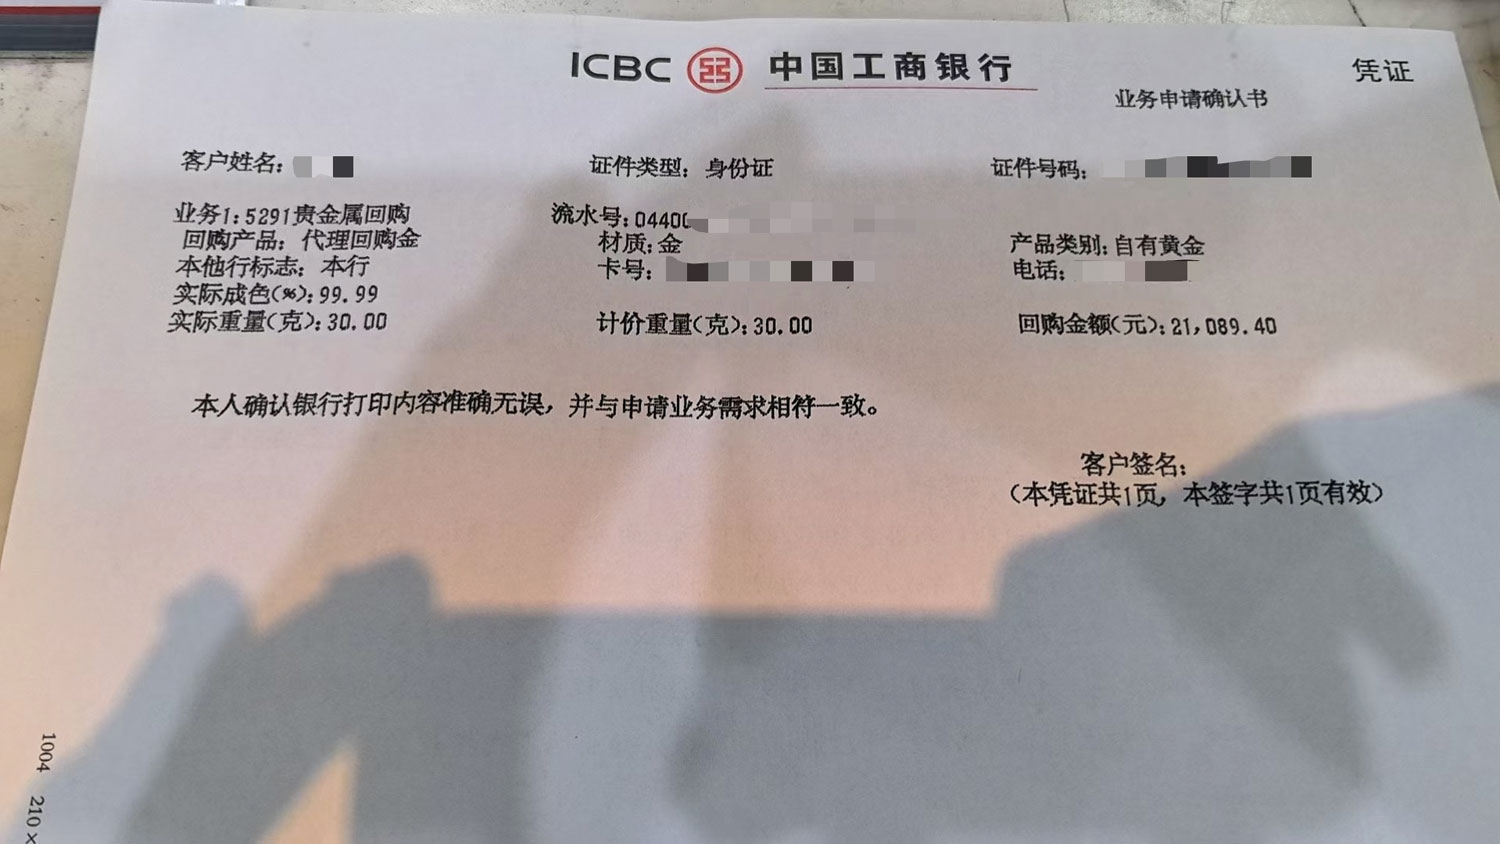 ICBC 中国工商银行
凭证
业务申请确认书
客户姓名: 证件类型: 身份证 证件号码:
业务1:5291贵金属回购 流水号:04400
回购产品: 代理回购金 材质:金 产品类别:自有黄金
本他行标志: 本行 卡号: 电话:
实际成色(%):99.99
实际重量(克):30.00 计价重量(克):30.00 回购金额(元):21,089.40
本人确认银行打印内容准确无误, 并与申请业务需求相符一致。
客户签名:
(本凭证共1页, 本签字共1页有效)
1004 210 ×